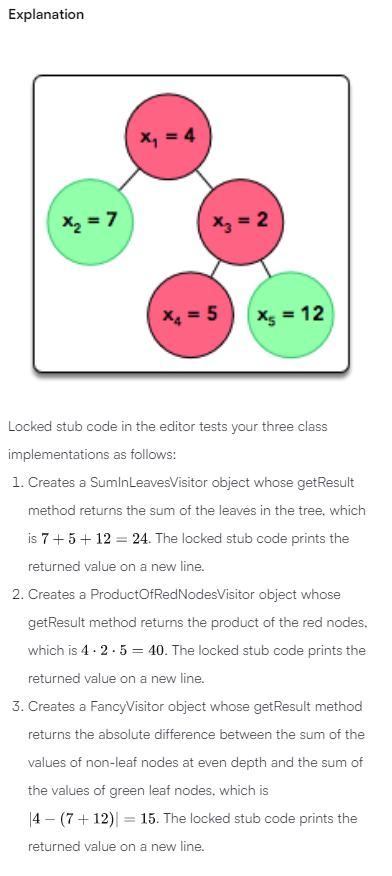 Explanation
x₁ = 4
x₂ = 7
x₃ = 2
x₄ = 5
x₅ = 12
Locked stub code in the editor tests your three class
implementations as follows:
1. Creates a SumInLeavesVisitor object whose getResult
method returns the sum of the leaves in the tree, which
is 7 + 5 + 12 = 24. The locked stub code prints the
returned value on a new line.
2. Creates a ProductOfRedNodesVisitor object whose
getResult method returns the product of the red nodes,
which is 4 · 2 · 5 = 40. The locked stub code prints the
returned value on a new line.
3. Creates a FancyVisitor object whose getResult method
returns the absolute difference between the sum of the
values of non-leaf nodes at even depth and the sum of
the values of green leaf nodes, which is
|4 − (7 + 12)| = 15. The locked stub code prints the
returned value on a new line.